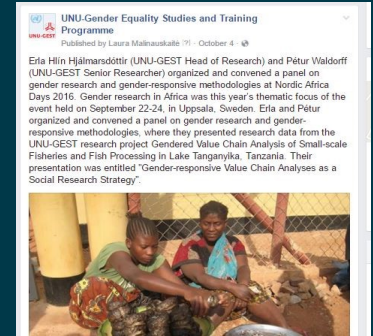 UNU-Gender Equality Studies and Training
Programme
Published by Laura Malinauskaitė [?] · October 4 ·
UNU-GEST
Erla Hlín Hjálmarsdóttir (UNU-GEST Head of Research) and Pétur Waldorff
(UNU-GEST Senior Researcher) organized and convened a panel on
gender research and gender-responsive methodologies at Nordic Africa
Days 2016. Gender research in Africa was this year's thematic focus of the
event held on September 22-24, in Uppsala, Sweden. Erla and Pétur
organized and convened a panel on gender research and gender-
responsive methodologies, where they presented research data from the
UNU-GEST research project Gendered Value Chain Analysis of Small-scale
Fisheries and Fish Processing in Lake Tanganyika, Tanzania. Their
presentation was entitled "Gender-responsive Value Chain Analyses as a
Social Research Strategy".